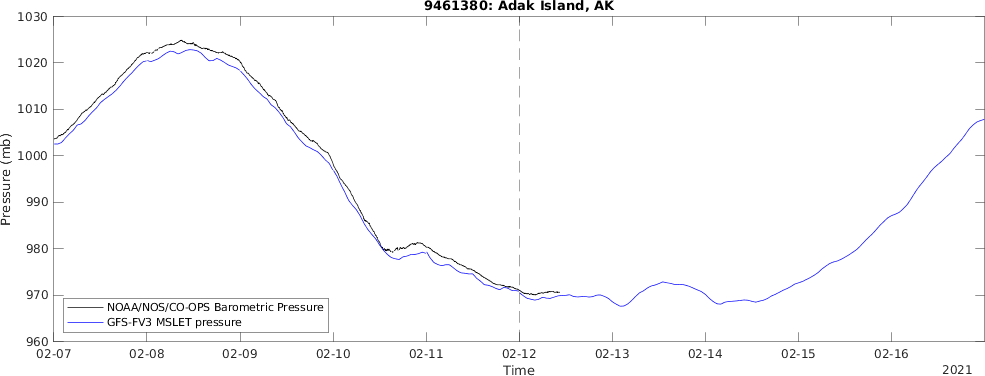 9461380: Adak Island, AK
Pressure (mb)
1030
1020
1010
1000
990
980
970
960
NOAA/NOS/CO-OPS Barometric Pressure
GFS-FV3 MSLET pressure
02-07 02-08 02-09 02-10 02-11 02-12 02-13 02-14 02-15 02-16
Time
2021